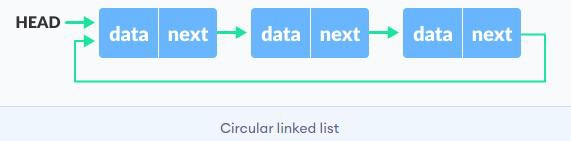 HEAD
data next data next data next
Circular linked list